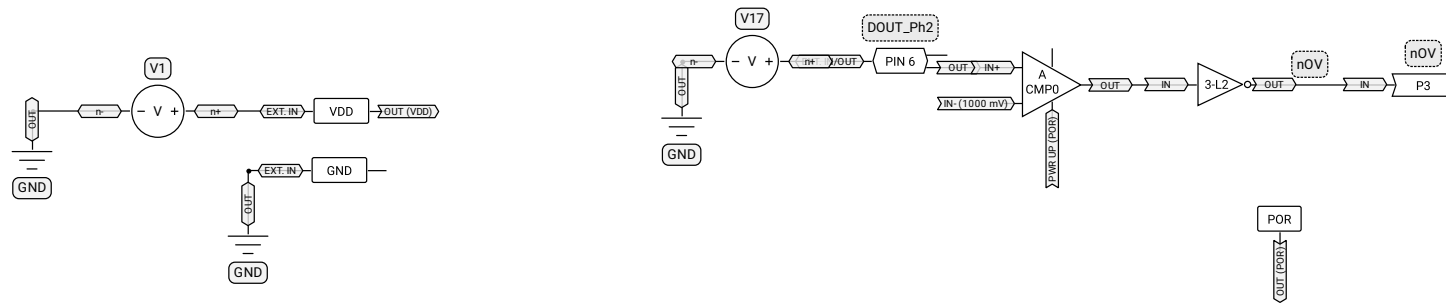 V1
OUT
n-
− V +
n+
EXT. IN
VDD
OUT (VDD)
GND
EXT. IN
GND
OUT
GND
V17
DOUT_Ph2
n-
− V +
n+
I/OUT
PIN 6
OUT
IN+
IN- (1000 mV)
A
CMP0
OUT
IN
3-L2
OUT
nOV
IN
nOV
P3
OUT
GND
PWR UP (POR)
POR
OUT (POR)